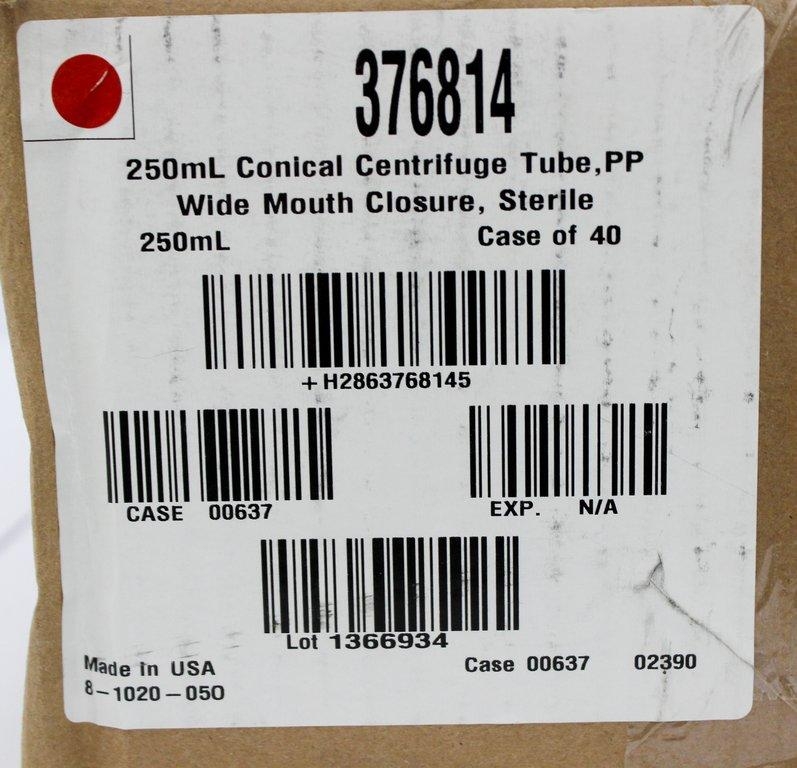 376814
250mL Conical Centrifuge Tube,PP
Wide Mouth Closure, Sterile
250mL Case of 40
+H2863768145
CASE 00637 EXP. N/A
Lot 1366934
Made in USA Case 00637 02390
8-1020-050